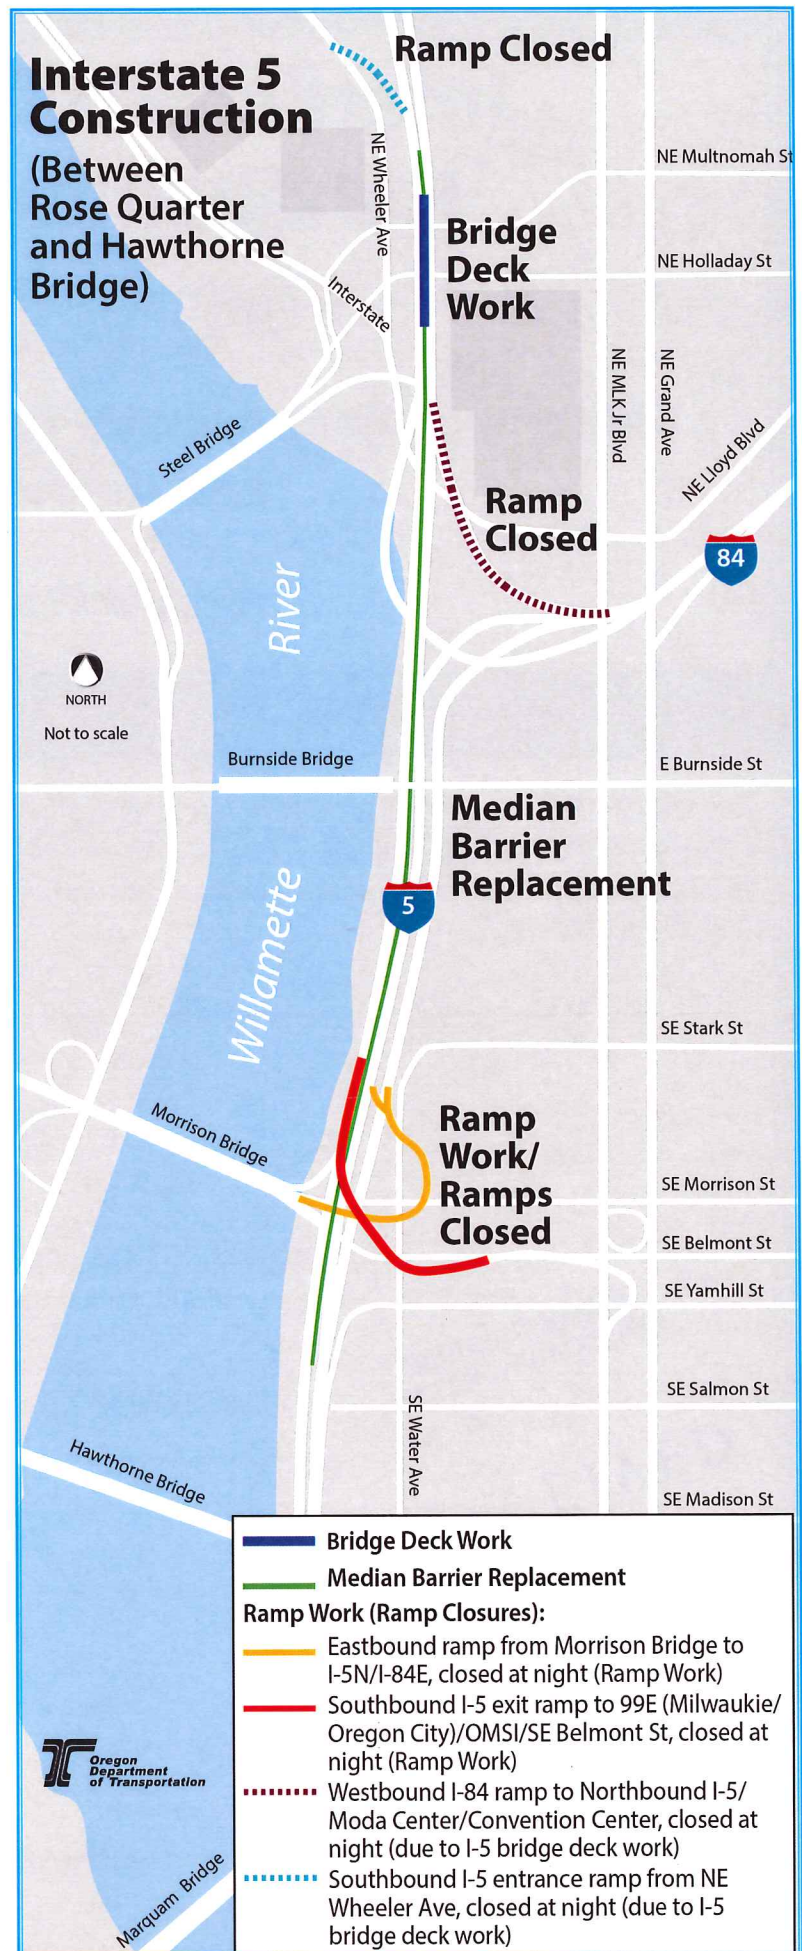 Ramp Closed
Interstate 5
Construction
(Between
Rose Quarter
and Hawthorne
Bridge)
NE Wheeler Ave
NE Multnomah St
Bridge
Deck
Work
NE Holladay St
Interstate
NE MLK Jr Blvd
NE Grand Ave
Steel Bridge
NE Lloyd Blvd
Ramp
Closed
84
River
NORTH
Not to scale
Burnside Bridge
E Burnside St
Median
Barrier
Replacement
5
Willamette
SE Stark St
Morrison Bridge
Ramp
Work/
Ramps
Closed
SE Morrison St
SE Belmont St
SE Yamhill St
SE Salmon St
SE Water Ave
Hawthorne Bridge
SE Madison St
Bridge Deck Work
Median Barrier Replacement
Ramp Work (Ramp Closures):
Eastbound ramp from Morrison Bridge to
I-5N/I-84E, closed at night (Ramp Work)
Southbound I-5 exit ramp to 99E (Milwaukie/
Oregon City)/OMSI/SE Belmont St, closed at
night (Ramp Work)
Westbound I-84 ramp to Northbound I-5/
Moda Center/Convention Center, closed at
night (due to I-5 bridge deck work)
Southbound I-5 entrance ramp from NE
Wheeler Ave, closed at night (due to I-5
bridge deck work)
Oregon
Department
of Transportation
Marquam Bridge